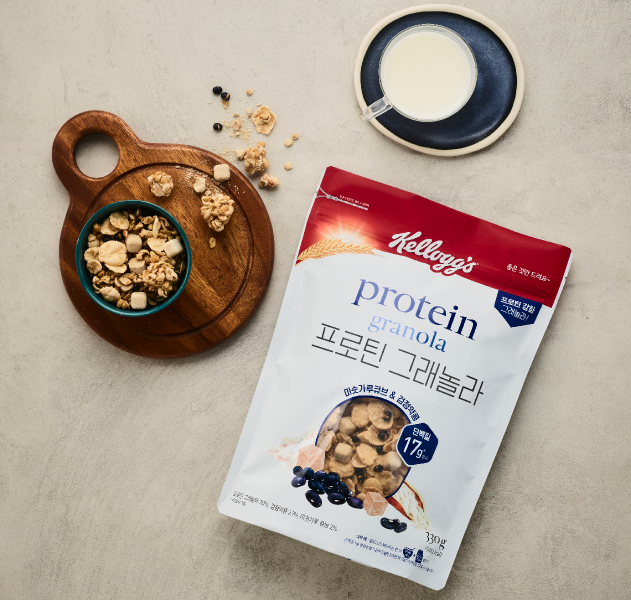 Kellogg's
좋은 것만 드려요~
protein
granola
프로틴 그래놀라
프로틴 강화
그래놀라!
미숫가루큐브 & 검정약콩
단백질
17g
330g